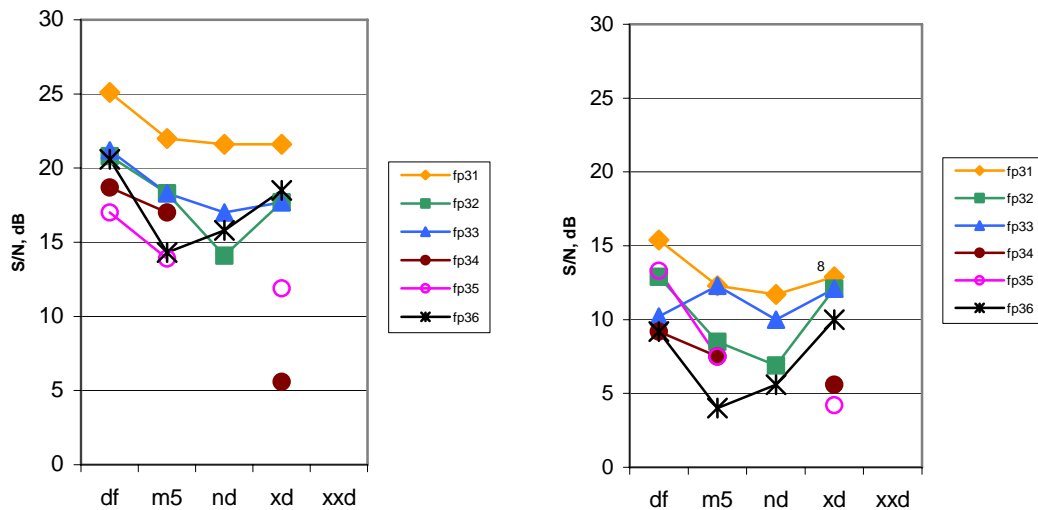 30
25
20
15
10
5
0
S/N, dB
df m5 nd xd xxd
fp31
fp32
fp33
fp34
fp35
fp36
30
25
20
15
10
5
0
S/N, dB
8
df m5 nd xd xxd
fp31
fp32
fp33
fp34
fp35
fp36